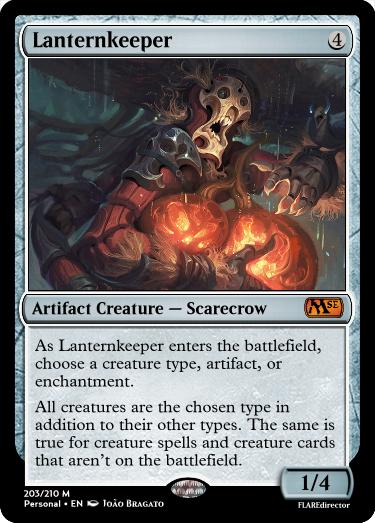 Lanternkeeper 4
Artifact Creature — Scarecrow MSE
As Lanternkeeper enters the battlefield,
choose a creature type, artifact, or
enchantment.
All creatures are the chosen type in
addition to their other types. The same is
true for creature spells and creature cards
that aren't on the battlefield.
1/4
203/210 M
Personal • EN João Bragato
FLAREdirector